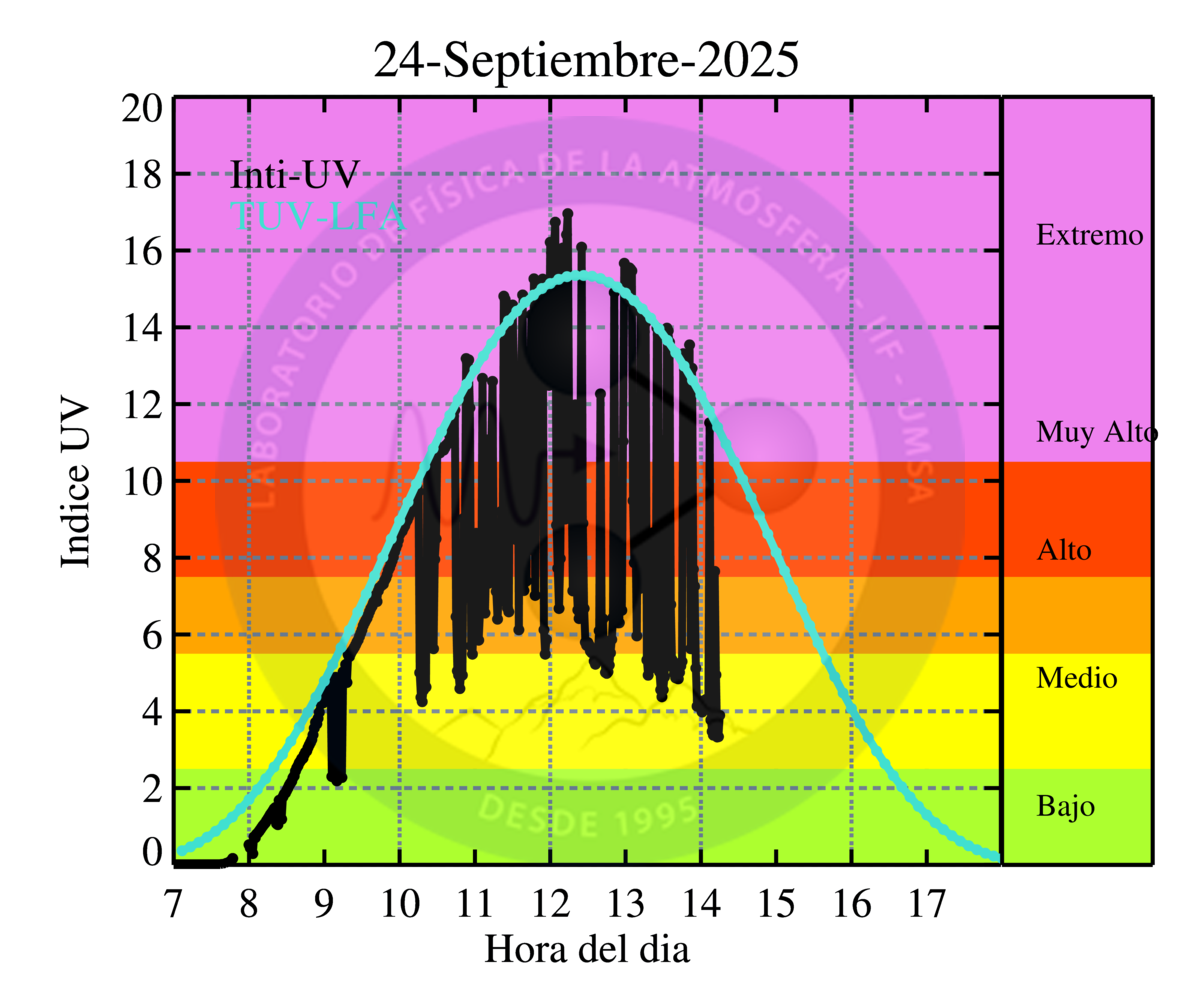 24-Septiembre-2025
20
18
16
14
12
10
8
6
4
2
0
Indice UV
Inti-UV
TUV-LFA
LABORATORIO DE FÍSICA DE LA ATMÓSFERA - IIF - UMSA
DESDE 1995
Extremo
Muy Alto
Alto
Medio
Bajo
7 8 9 10 11 12 13 14 15 16 17
Hora del dia